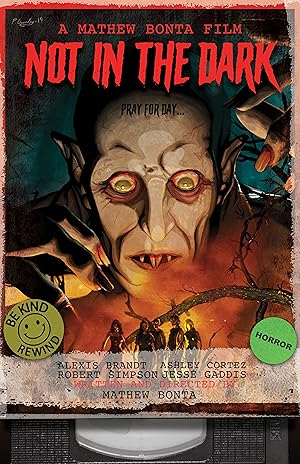 A MATHEW BONTA FILM
NOT IN THE DARK
PRAY FOR DAY...
BE KIND
REWIND
HORROR
ALEXIS BRANDT ASHLEY CORTEZ
ROBERT SIMPSON JESSE GADDIS
WRITTEN AND DIRECTED BY
MATHEW BONTA